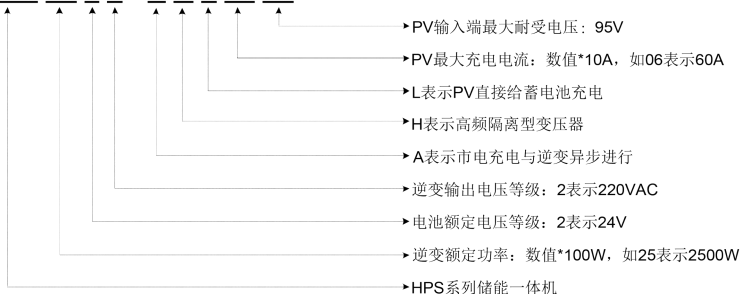 PV输入端最大耐受电压：95V
PV最大充电电流：数值*10A，如06表示60A
L表示PV直接给蓄电池充电
H表示高频隔离型变压器
A表示市电充电与逆变异步进行
逆变输出电压等级：2表示220VAC
电池额定电压等级：2表示24V
逆变额定功率：数值*100W，如25表示2500W
HPS系列储能一体机